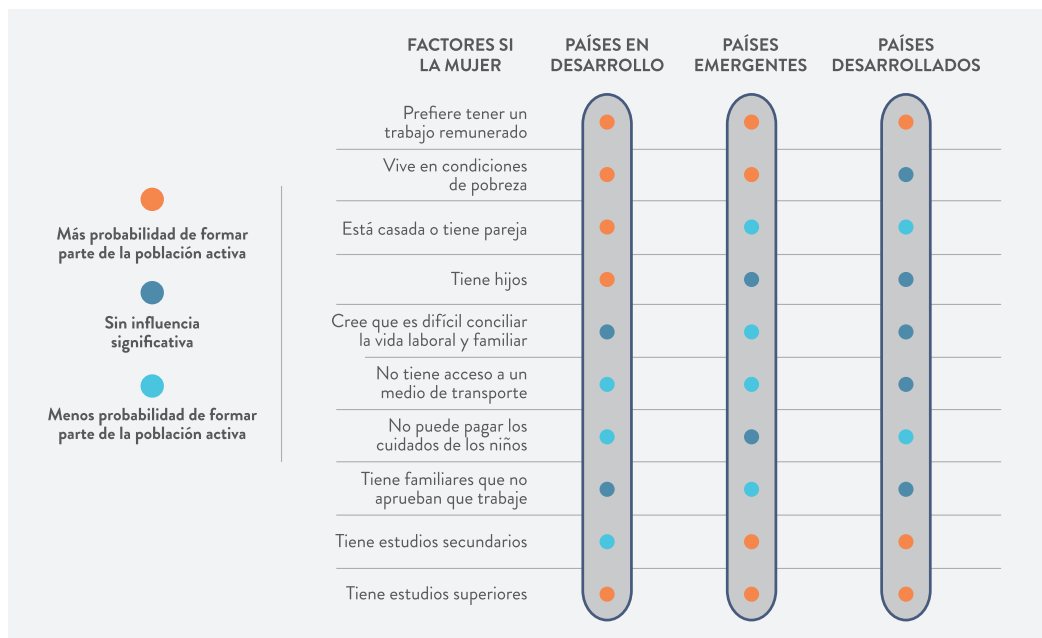 FACTORES SI
LA MUJER
PAÍSES EN
DESARROLLO
PAÍSES
EMERGENTES
PAÍSES
DESARROLLADOS
Más probabilidad de formar
parte de la población activa
Sin influencia
significativa
Menos probabilidad de formar
parte de la población activa
Prefiere tener un
trabajo remunerado
Vive en condiciones
de pobreza
Está casada o tiene pareja
Tiene hijos
Cree que es difícil conciliar
la vida laboral y familiar
No tiene acceso a un
medio de transporte
No puede pagar los
cuidados de los niños
Tiene familiares que no
aprueban que trabaje
Tiene estudios secundarios
Tiene estudios superiores